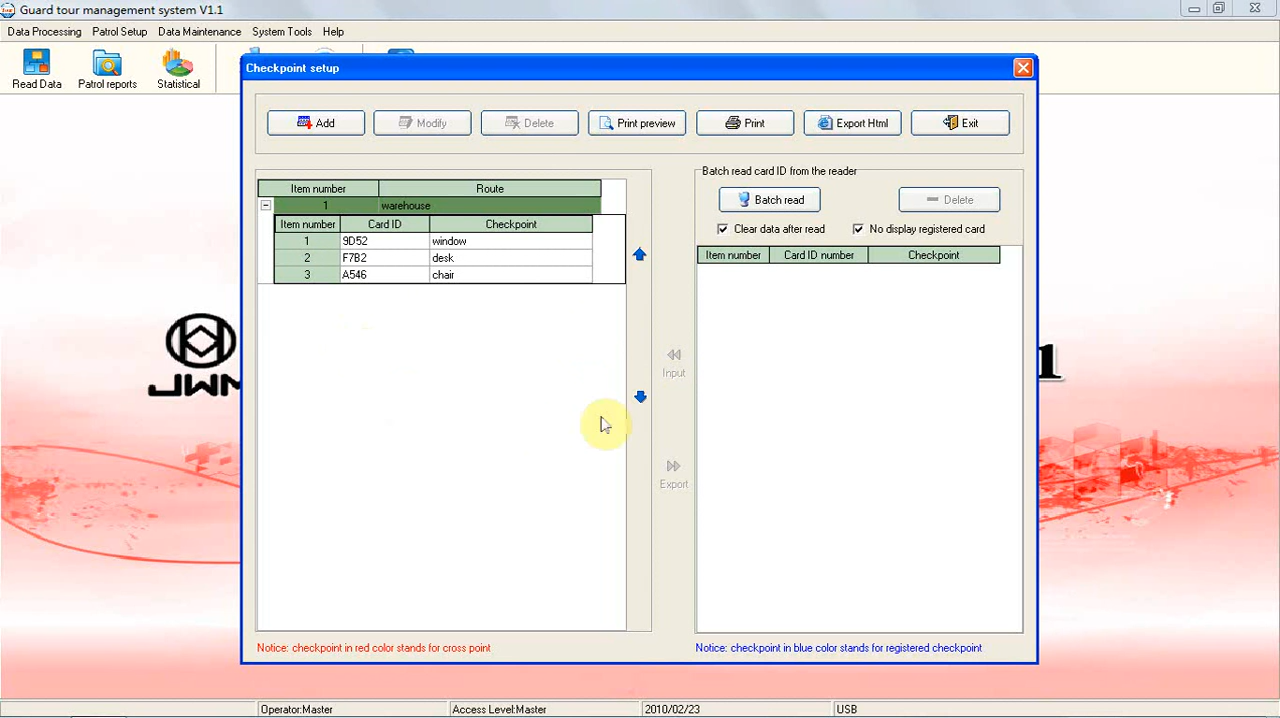 Guard tour management system V1.1
Data Processing Patrol Setup Data Maintenance System Tools Help
Read Data Patrol reports Statistical
Checkpoint setup
Add Modify Delete Print preview Print Export Html Exit
Batch read card ID from the reader
Batch read Delete
Clear data after read No display registered card
Item number Route
1 warehouse
Item number Card ID Checkpoint
1 9D52 window
2 F7B2 desk
3 A546 chair
Item number Card ID number Checkpoint
Input
Export
JWM
1
Notice: checkpoint in red color stands for cross point
Notice: checkpoint in blue color stands for registered checkpoint
Operator:Master Access Level:Master 2010/02/23 USB